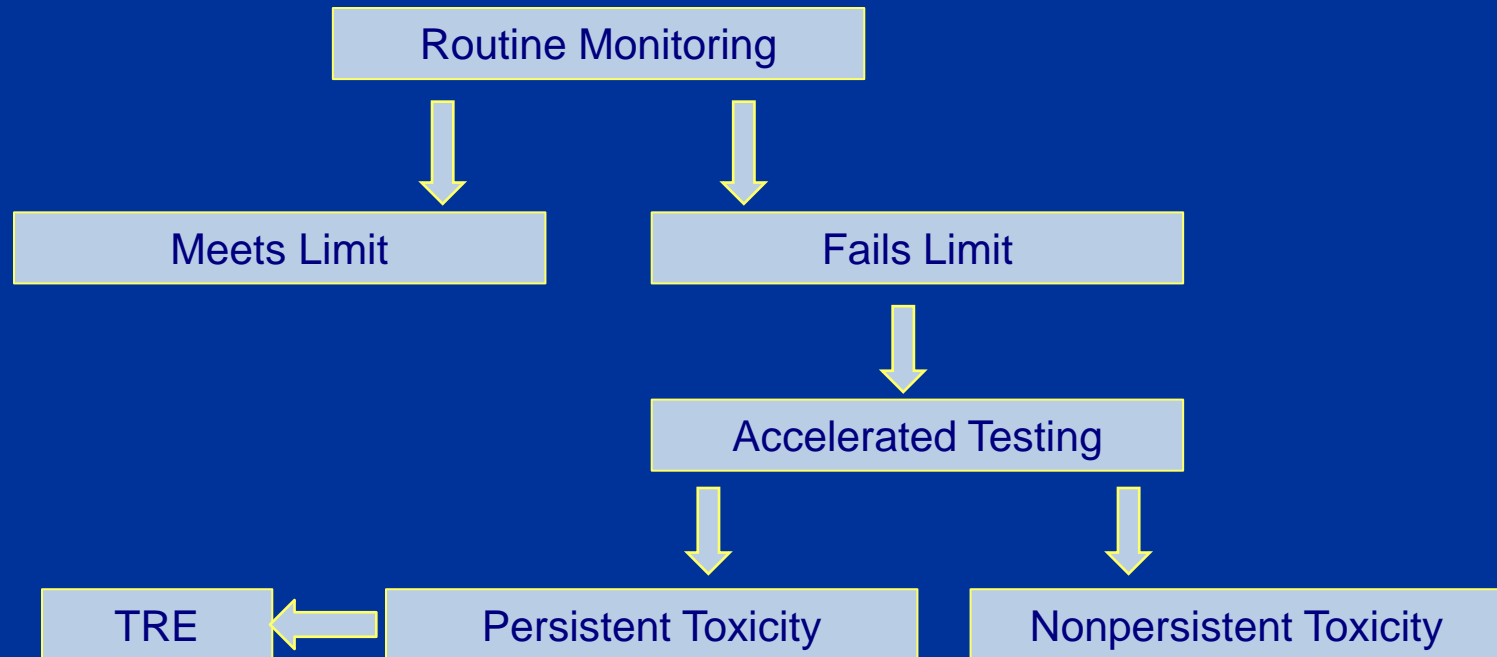 Routine Monitoring
Meets Limit
Fails Limit
Accelerated Testing
TRE
Persistent Toxicity
Nonpersistent Toxicity